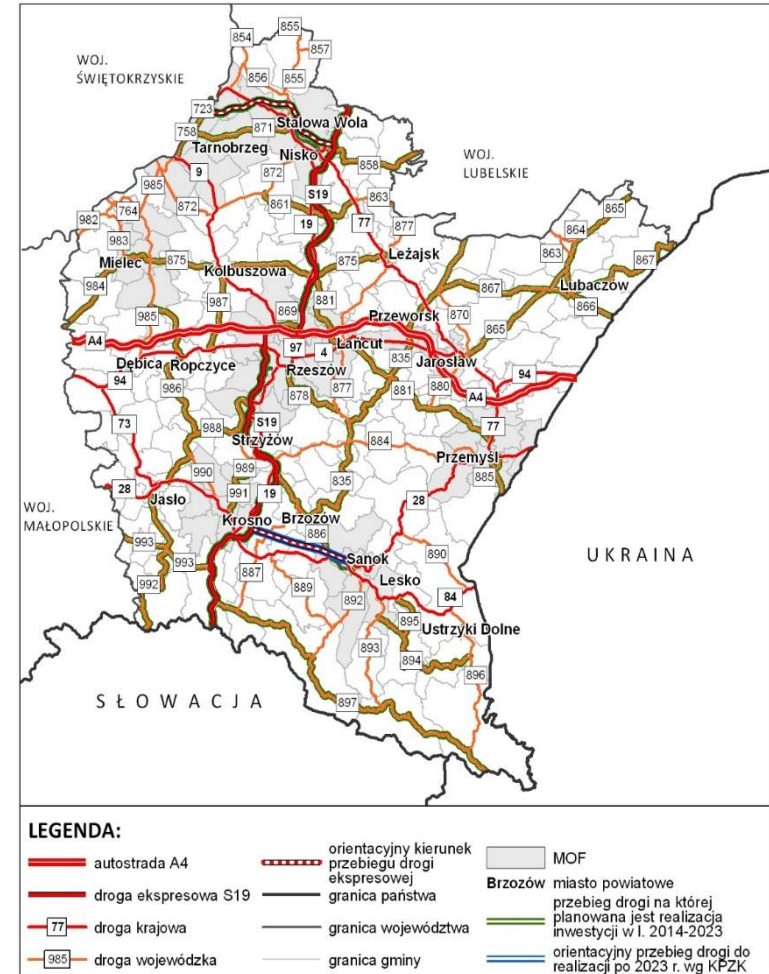 855
854
857
WOJ.
ŚWIĘTOKRZYSKIE
856
855
723
Stalowa Wola
758
871
Tarnobrzeg
Nisko
858
WOJ.
LUBELSKIE
9
872
985
S19
872
861
863
865
764
982
19
77
877
864
983
863
Mielec
875
875
Leżajsk
867
Kolbuszowa
984
867
Lubaczów
987
881
866
985
869
870
Przeworsk
865
A4
97
4
Łańcut
835
Jarosław
Dębica
Ropczyce
Rzeszów
94
94
986
878
877
881
880
A4
73
S19
77
988
Strzyżów
884
Przemyśl
990
989
885
28
991
19
835
28
Jasło
WOJ.
MAŁOPOLSKIE
Krosno
Brzozów
886
993
890
UKRAINA
Sanok
993
887
Lesko
992
889
892
84
895
Ustrzyki Dolne
893
894
896
SŁOWACJA
897
LEGENDA:
autostrada A4
droga ekspresowa S19
77 droga krajowa
985 droga wojewódzka
orientacyjny kierunek
przebiegu drogi
ekspresowej
granica państwa
granica województwa
granica gminy
MOF
Brzozów miasto powiatowe
przebieg drogi na której
planowana jest realizacja
inwestycji w l. 2014-2023
orientacyjny przebieg drogi do
realizacji po 2023 r. wg KPZK